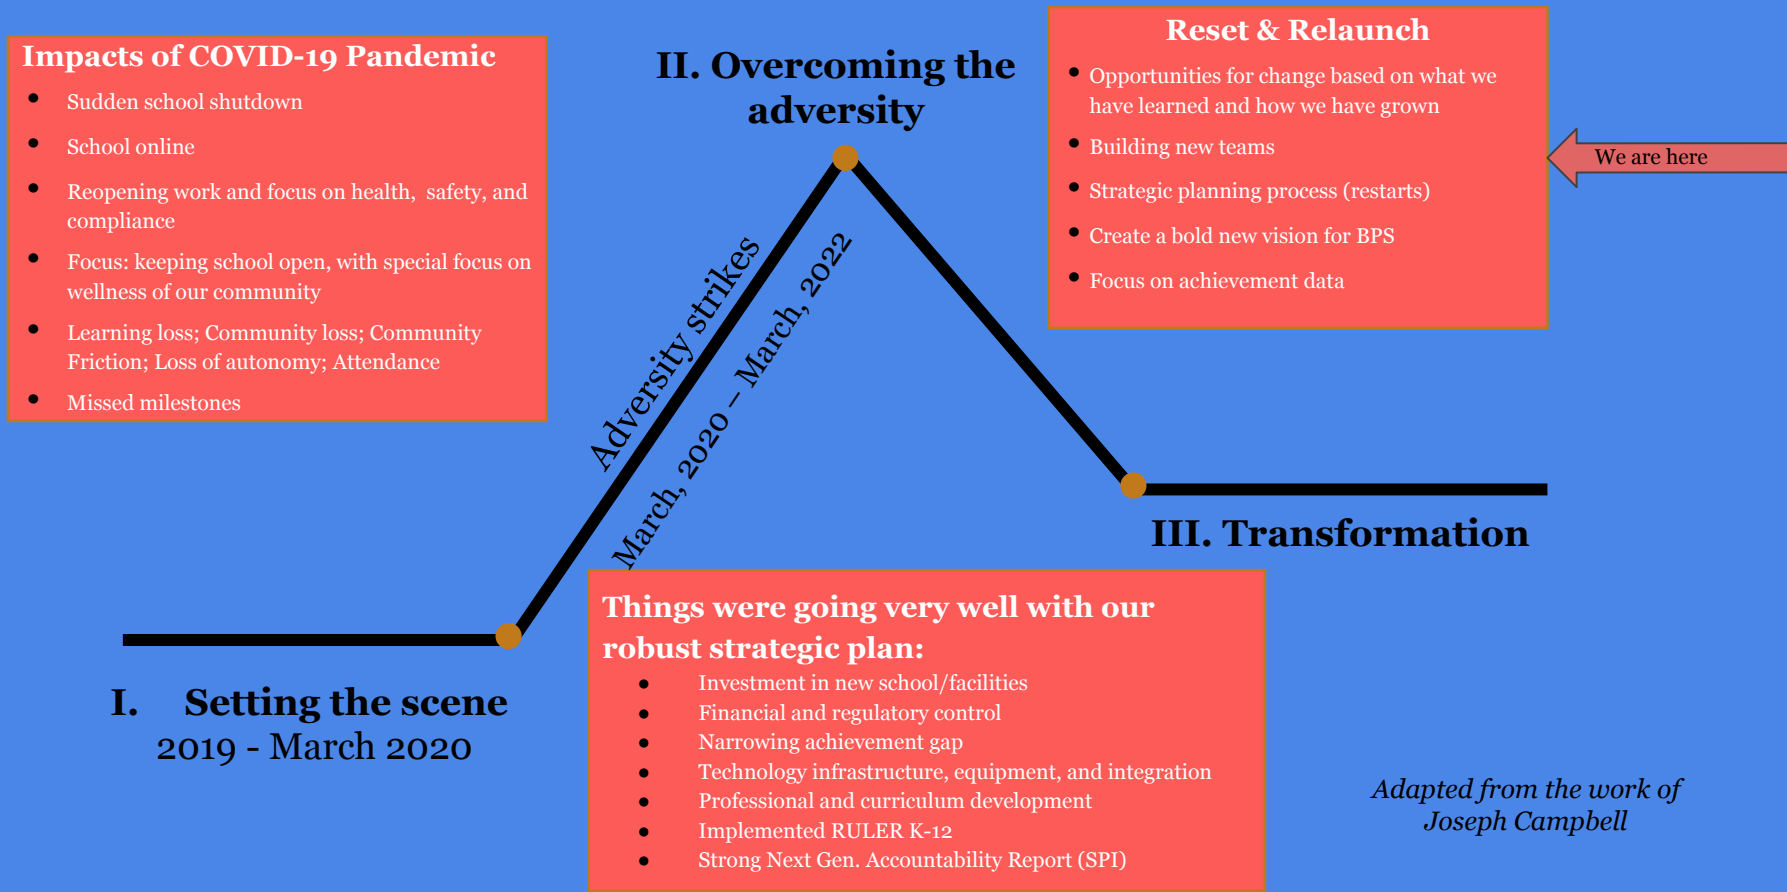 Impacts of COVID-19 Pandemic
● Sudden school shutdown
● School online
● Reopening work and focus on health, safety, and
compliance
● Focus: keeping school open, with special focus on
wellness of our community
● Learning loss; Community loss; Community
Friction; Loss of autonomy; Attendance
● Missed milestones
II. Overcoming the
adversity
Reset & Relaunch
● Opportunities for change based on what we
have learned and how we have grown
● Building new teams
● Strategic planning process (restarts)
● Create a bold new vision for BPS
● Focus on achievement data
We are here
Adversity strikes
March, 2020 – March, 2022
III. Transformation
I. Setting the scene
2019 - March 2020
Things were going very well with our
robust strategic plan:
● Investment in new school/facilities
● Financial and regulatory control
● Narrowing achievement gap
● Technology infrastructure, equipment, and integration
● Professional and curriculum development
● Implemented RULER K-12
● Strong Next Gen. Accountability Report (SPI)
Adapted from the work of
Joseph Campbell